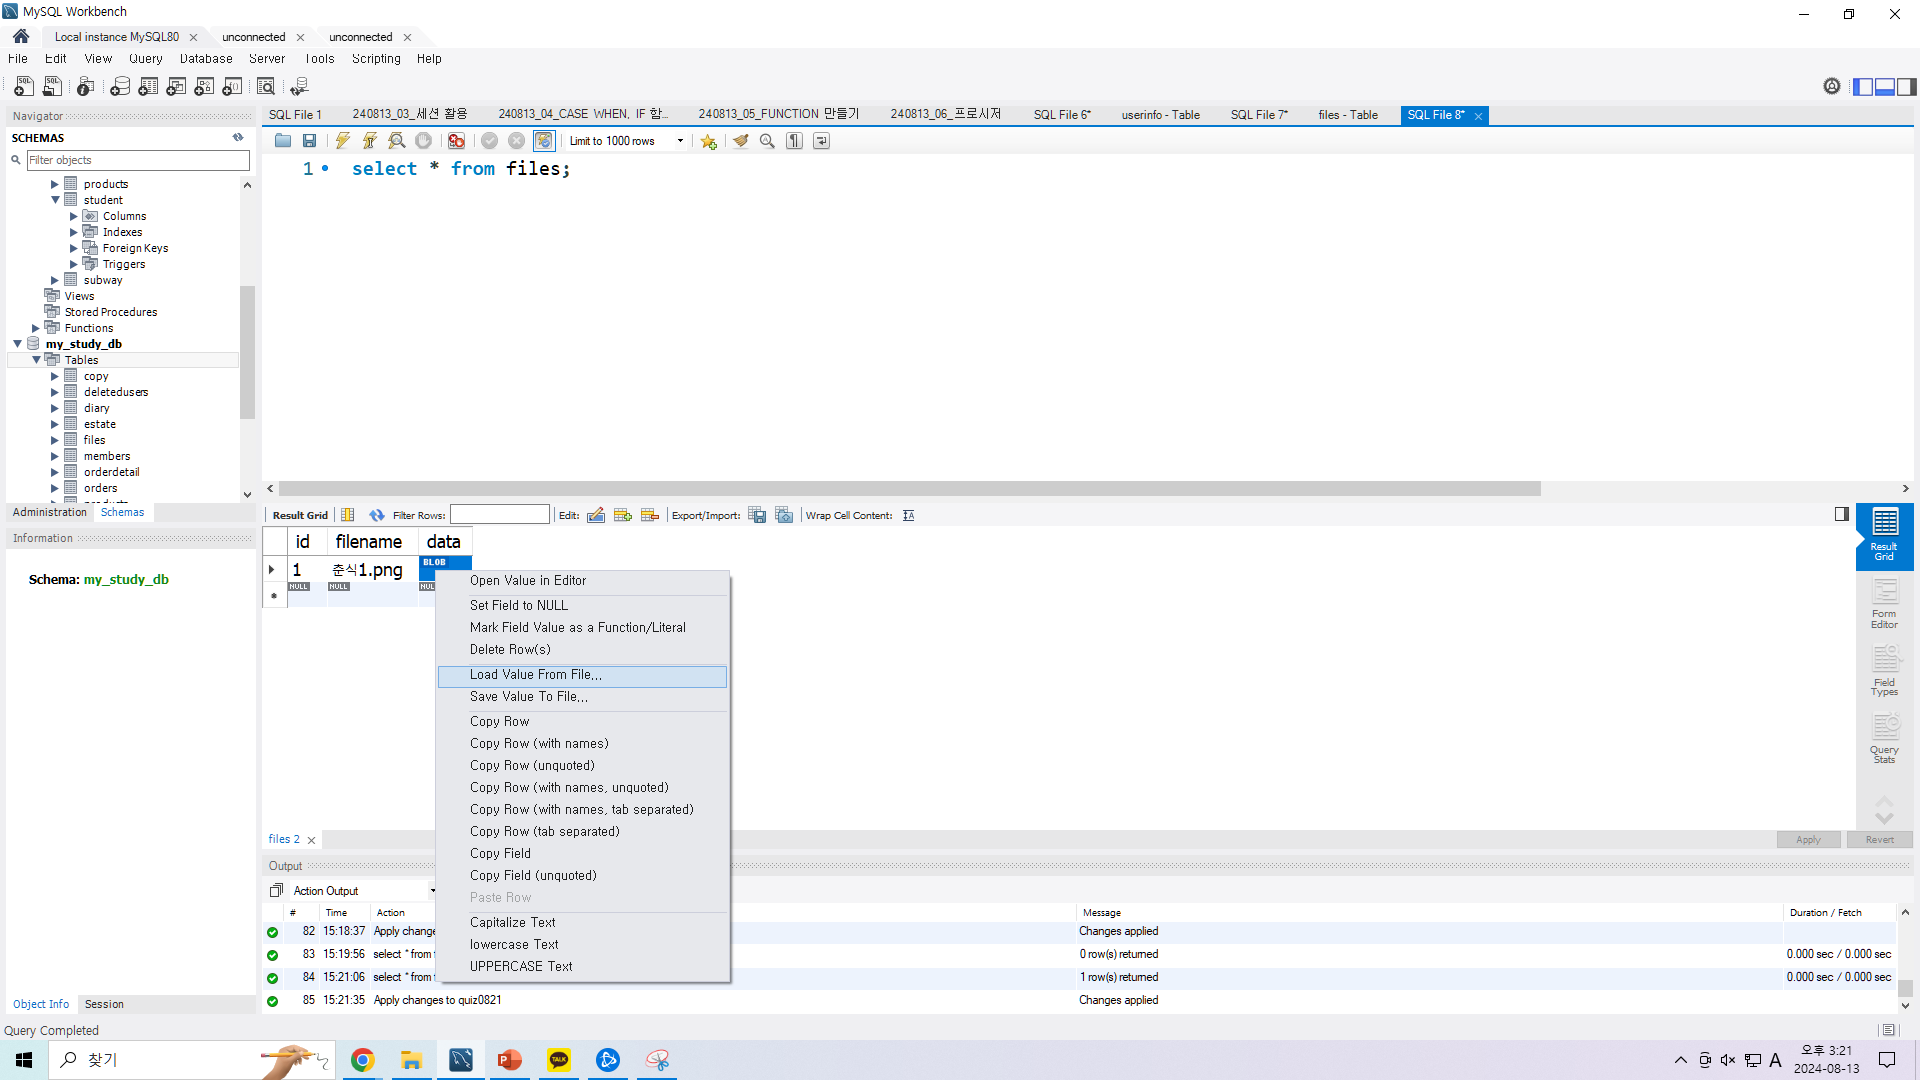 MySQL Workbench
Local instance MySQL80
unconnected
unconnected
File Edit View Query Database Server Tools Scripting Help
Navigator
SCHEMAS
Filter objects
products
student
Columns
Indexes
Foreign Keys
Triggers
subway
Views
Stored Procedures
Functions
my_study_db
Tables
copy
deletedusers
diary
estate
files
members
orderdetail
orders
Administration Schemas
Information
Schema: my_study_db
Object Info Session
SQL File 1 240813_03_세션 활용 240813_04_CASE WHEN, IF 함... 240813_05_FUNCTION 만들기 240813_06_프로시저 SQL File 6* userinfo - Table SQL File 7* files - Table SQL File 8*
Limit to 1000 rows
1 select * from files;
Result Grid Filter Rows: Edit: Export/Import: Wrap Cell Content:
id filename data
1 춘식1.png BLOB
NULL NULL
Open Value in Editor
Set Field to NULL
Mark Field Value as a Function/Literal
Delete Row(s)
Load Value From File...
Save Value To File...
Copy Row
Copy Row (with names)
Copy Row (unquoted)
Copy Row (with names, unquoted)
Copy Row (with names, tab separated)
Copy Row (tab separated)
Copy Field
Copy Field (unquoted)
Paste Row
Capitalize Text
lowercase Text
UPPERCASE Text
Result Grid
Form Editor
Field Types
Query Stats
files 2
Apply Revert
Output
Action Output
# Time Action Message Duration / Fetch
82 15:18:37 Apply change Changes applied
83 15:19:56 select * from 0 row(s) returned 0.000 sec / 0.000 sec
84 15:21:06 select * from 1 row(s) returned 0.000 sec / 0.000 sec
85 15:21:35 Apply changes to quiz0821 Changes applied
Query Completed
찾기
TALK
A
오후 3:21
2024-08-13